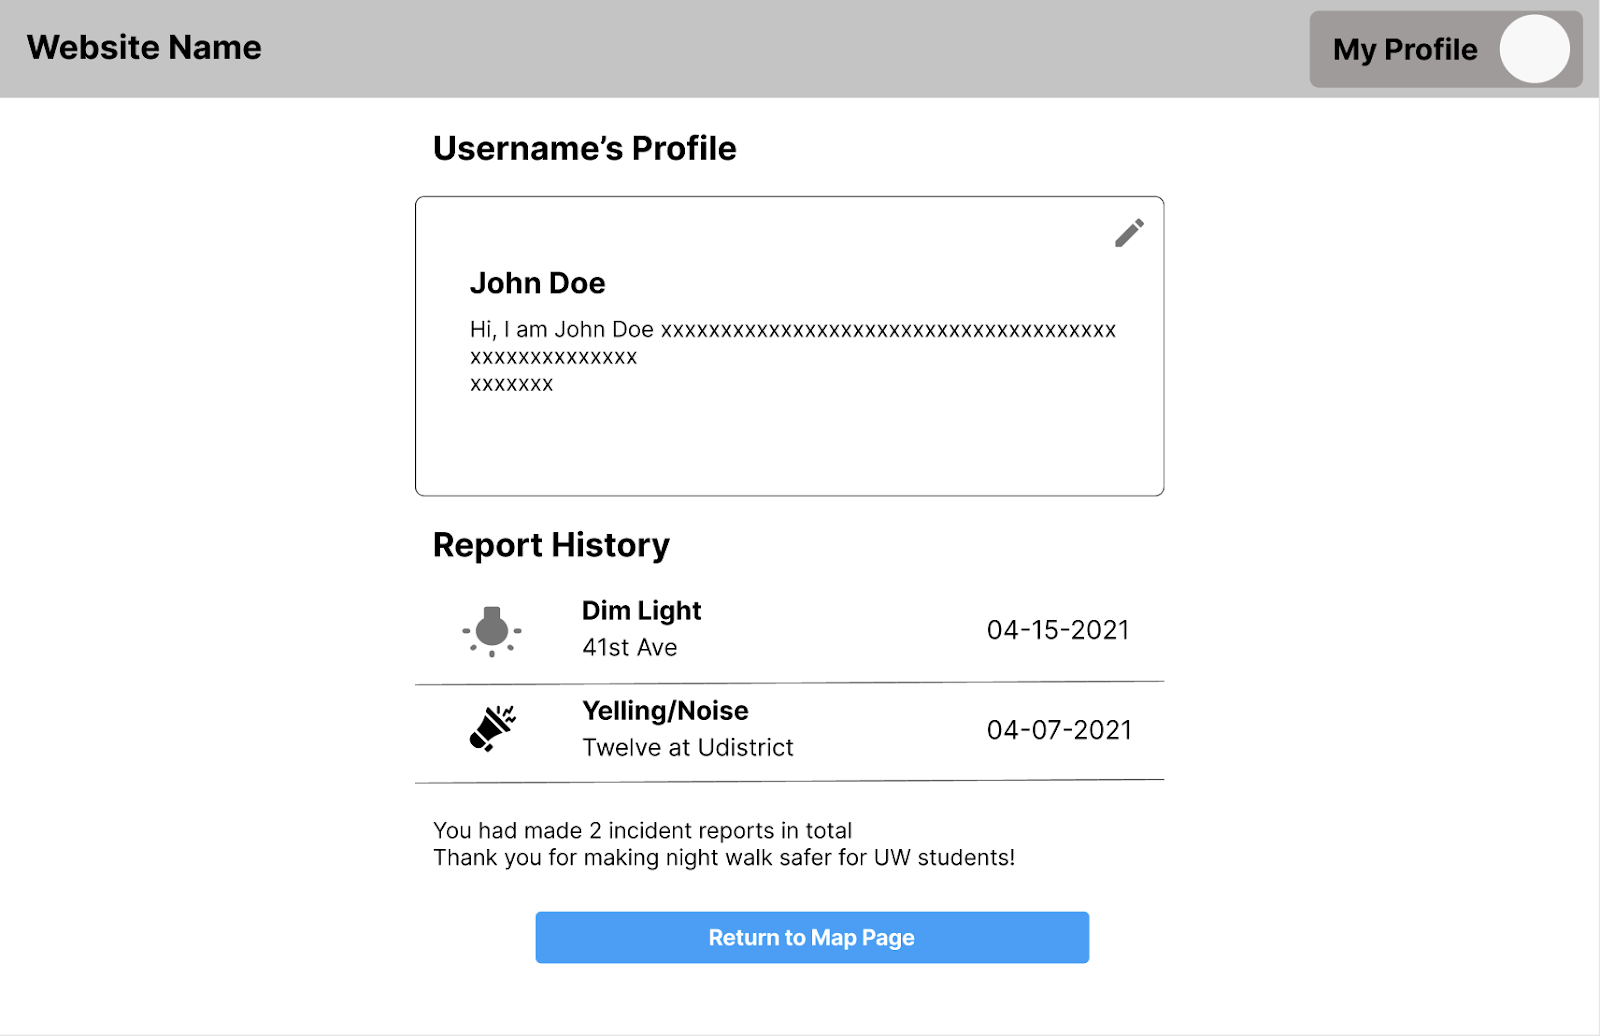 Website Name
My Profile
Username’s Profile
John Doe
Hi, I am John Doe xxxxxxxxxxxxxxxxxxxxxxxxxxxxxxxxxxxxxx
xxxxxxxxxxxxxx
xxxxxxx
Report History
Dim Light
41st Ave
04-15-2021
Yelling/Noise
Twelve at Udistrict
04-07-2021
You had made 2 incident reports in total
Thank you for making night walk safer for UW students!
Return to Map Page